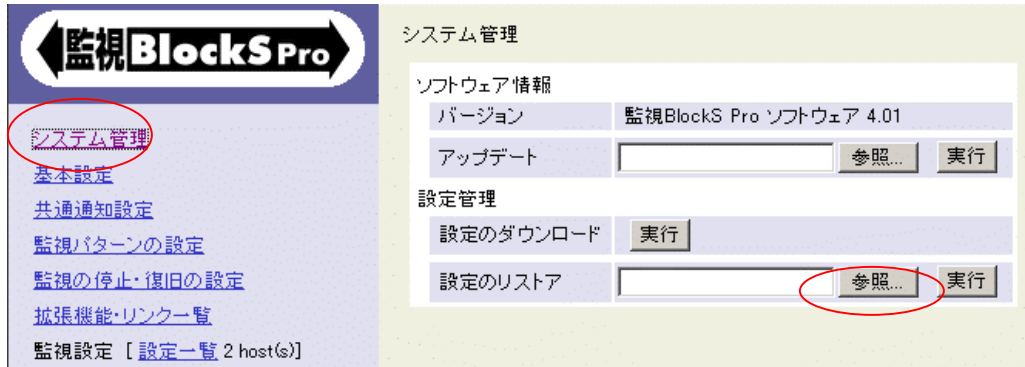 監視BlockS Pro
システム管理
基本設定
共通通知設定
監視パターンの設定
監視の停止・復旧の設定
拡張機能・リンク一覧
監視設定 [ 設定一覧 2 host(s)]
システム管理
ソフトウェア情報
バージョン 監視BlockS Pro ソフトウェア 4.01
アップデート 参照... 実行
設定管理
設定のダウンロード 実行
設定のリストア 参照... 実行